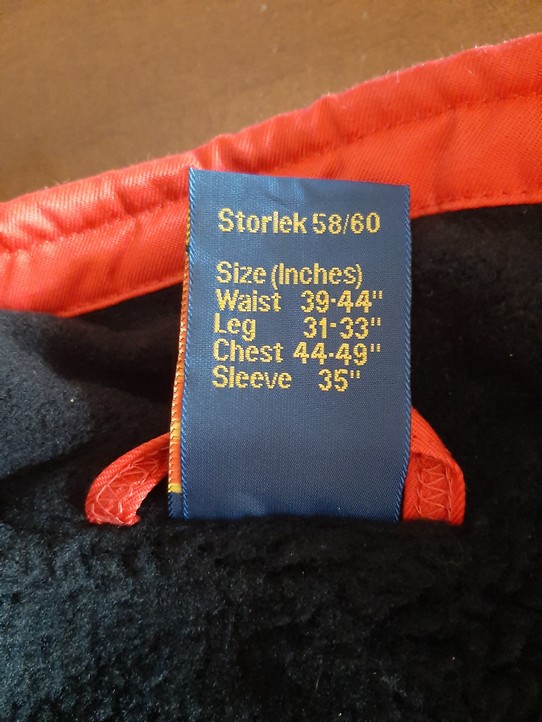 Storlek 58/60
Size (Inches)
Waist 39-44"
Leg 31-33"
Chest 44-49"
Sleeve 35"